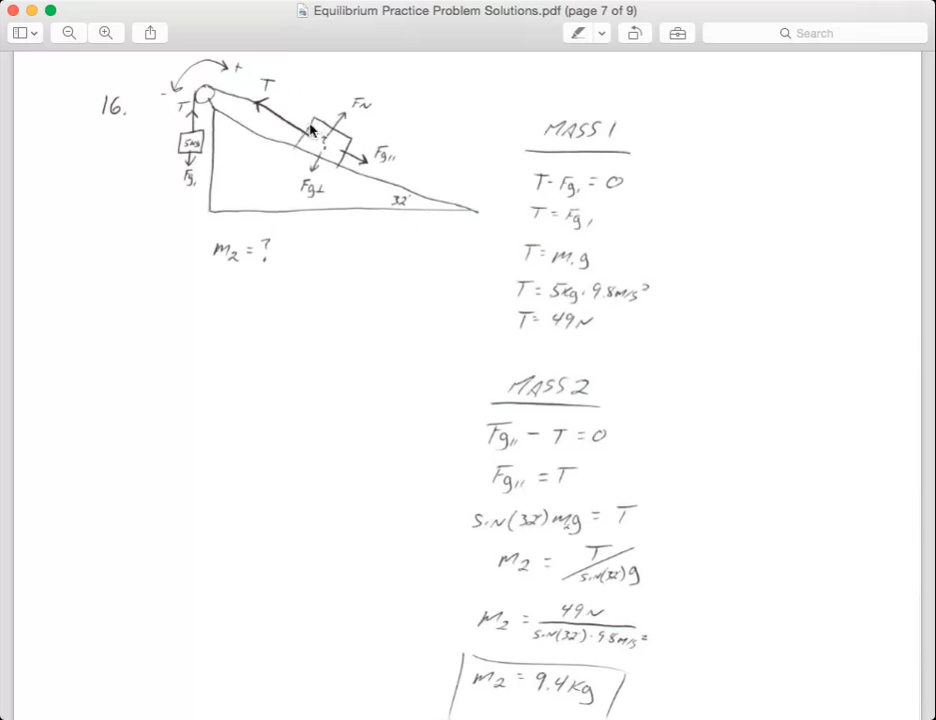 Equilibrium Practice Problem Solutions.pdf (page 7 of 9)
Search
16.
- +
T
T
FN
5kg
?
Fg∥
Fg₁
Fg⊥
32°
m₂ = ?
MASS 1
T - Fg₁ = 0
T = Fg₁
T = m₁g
T = 5kg · 9.8m/s²
T = 49N
MASS 2
Fg∥ - T = 0
Fg∥ = T
sin(32°)m₂g = T
m₂ = T/sin(32°)g
m₂ = 49N
sin(32°)·9.8m/s²
m₂ = 9.4kg